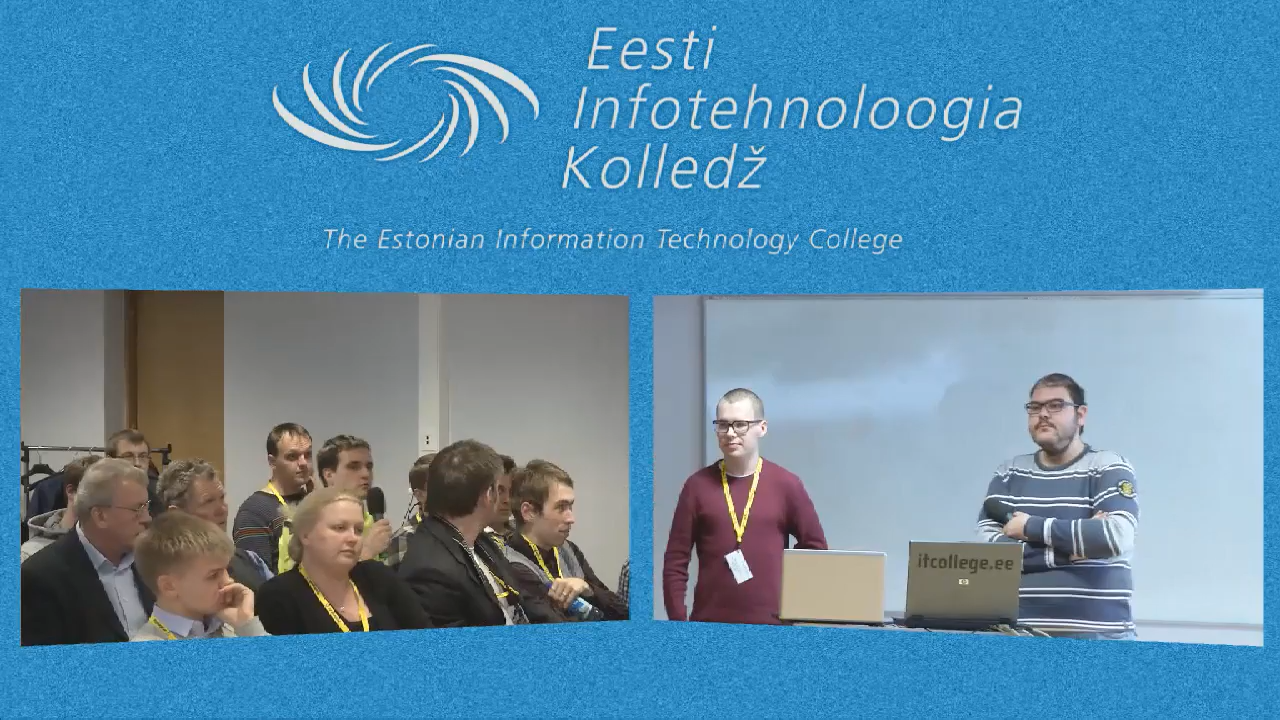 Eesti
Infotehnoloogia
Kolledž
The Estonian Information Technology College
itcollege.ee